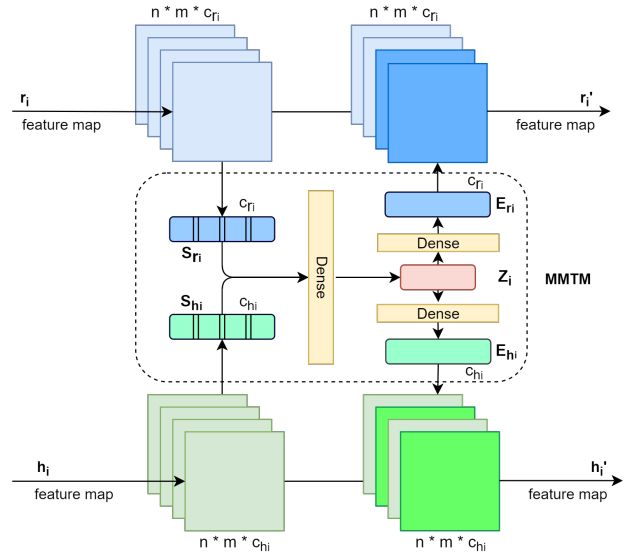 n * m * c_{r_i}
n * m * c_{r_i}
r_i
r_i'
feature map
feature map
c_{r_i}
c_{r_i}
E_{r_i}
S_{r_i}
Dense
Dense
Z_i
MMTM
S_{h_i}
c_{h_i}
Dense
E_{h_i}
c_{h_i}
h_i
h_i'
feature map
feature map
n * m * c_{h_i}
n * m * c_{h_i}